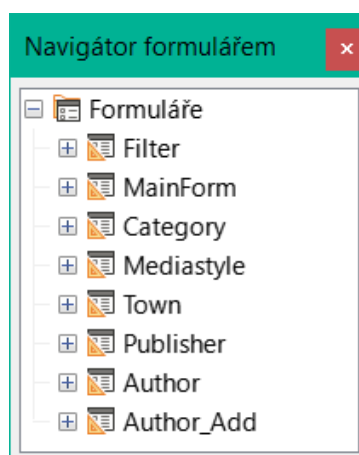 Navigátor formulářem
Formuláře
Filter
MainForm
Category
Mediastyle
Town
Publisher
Author
Author_Add